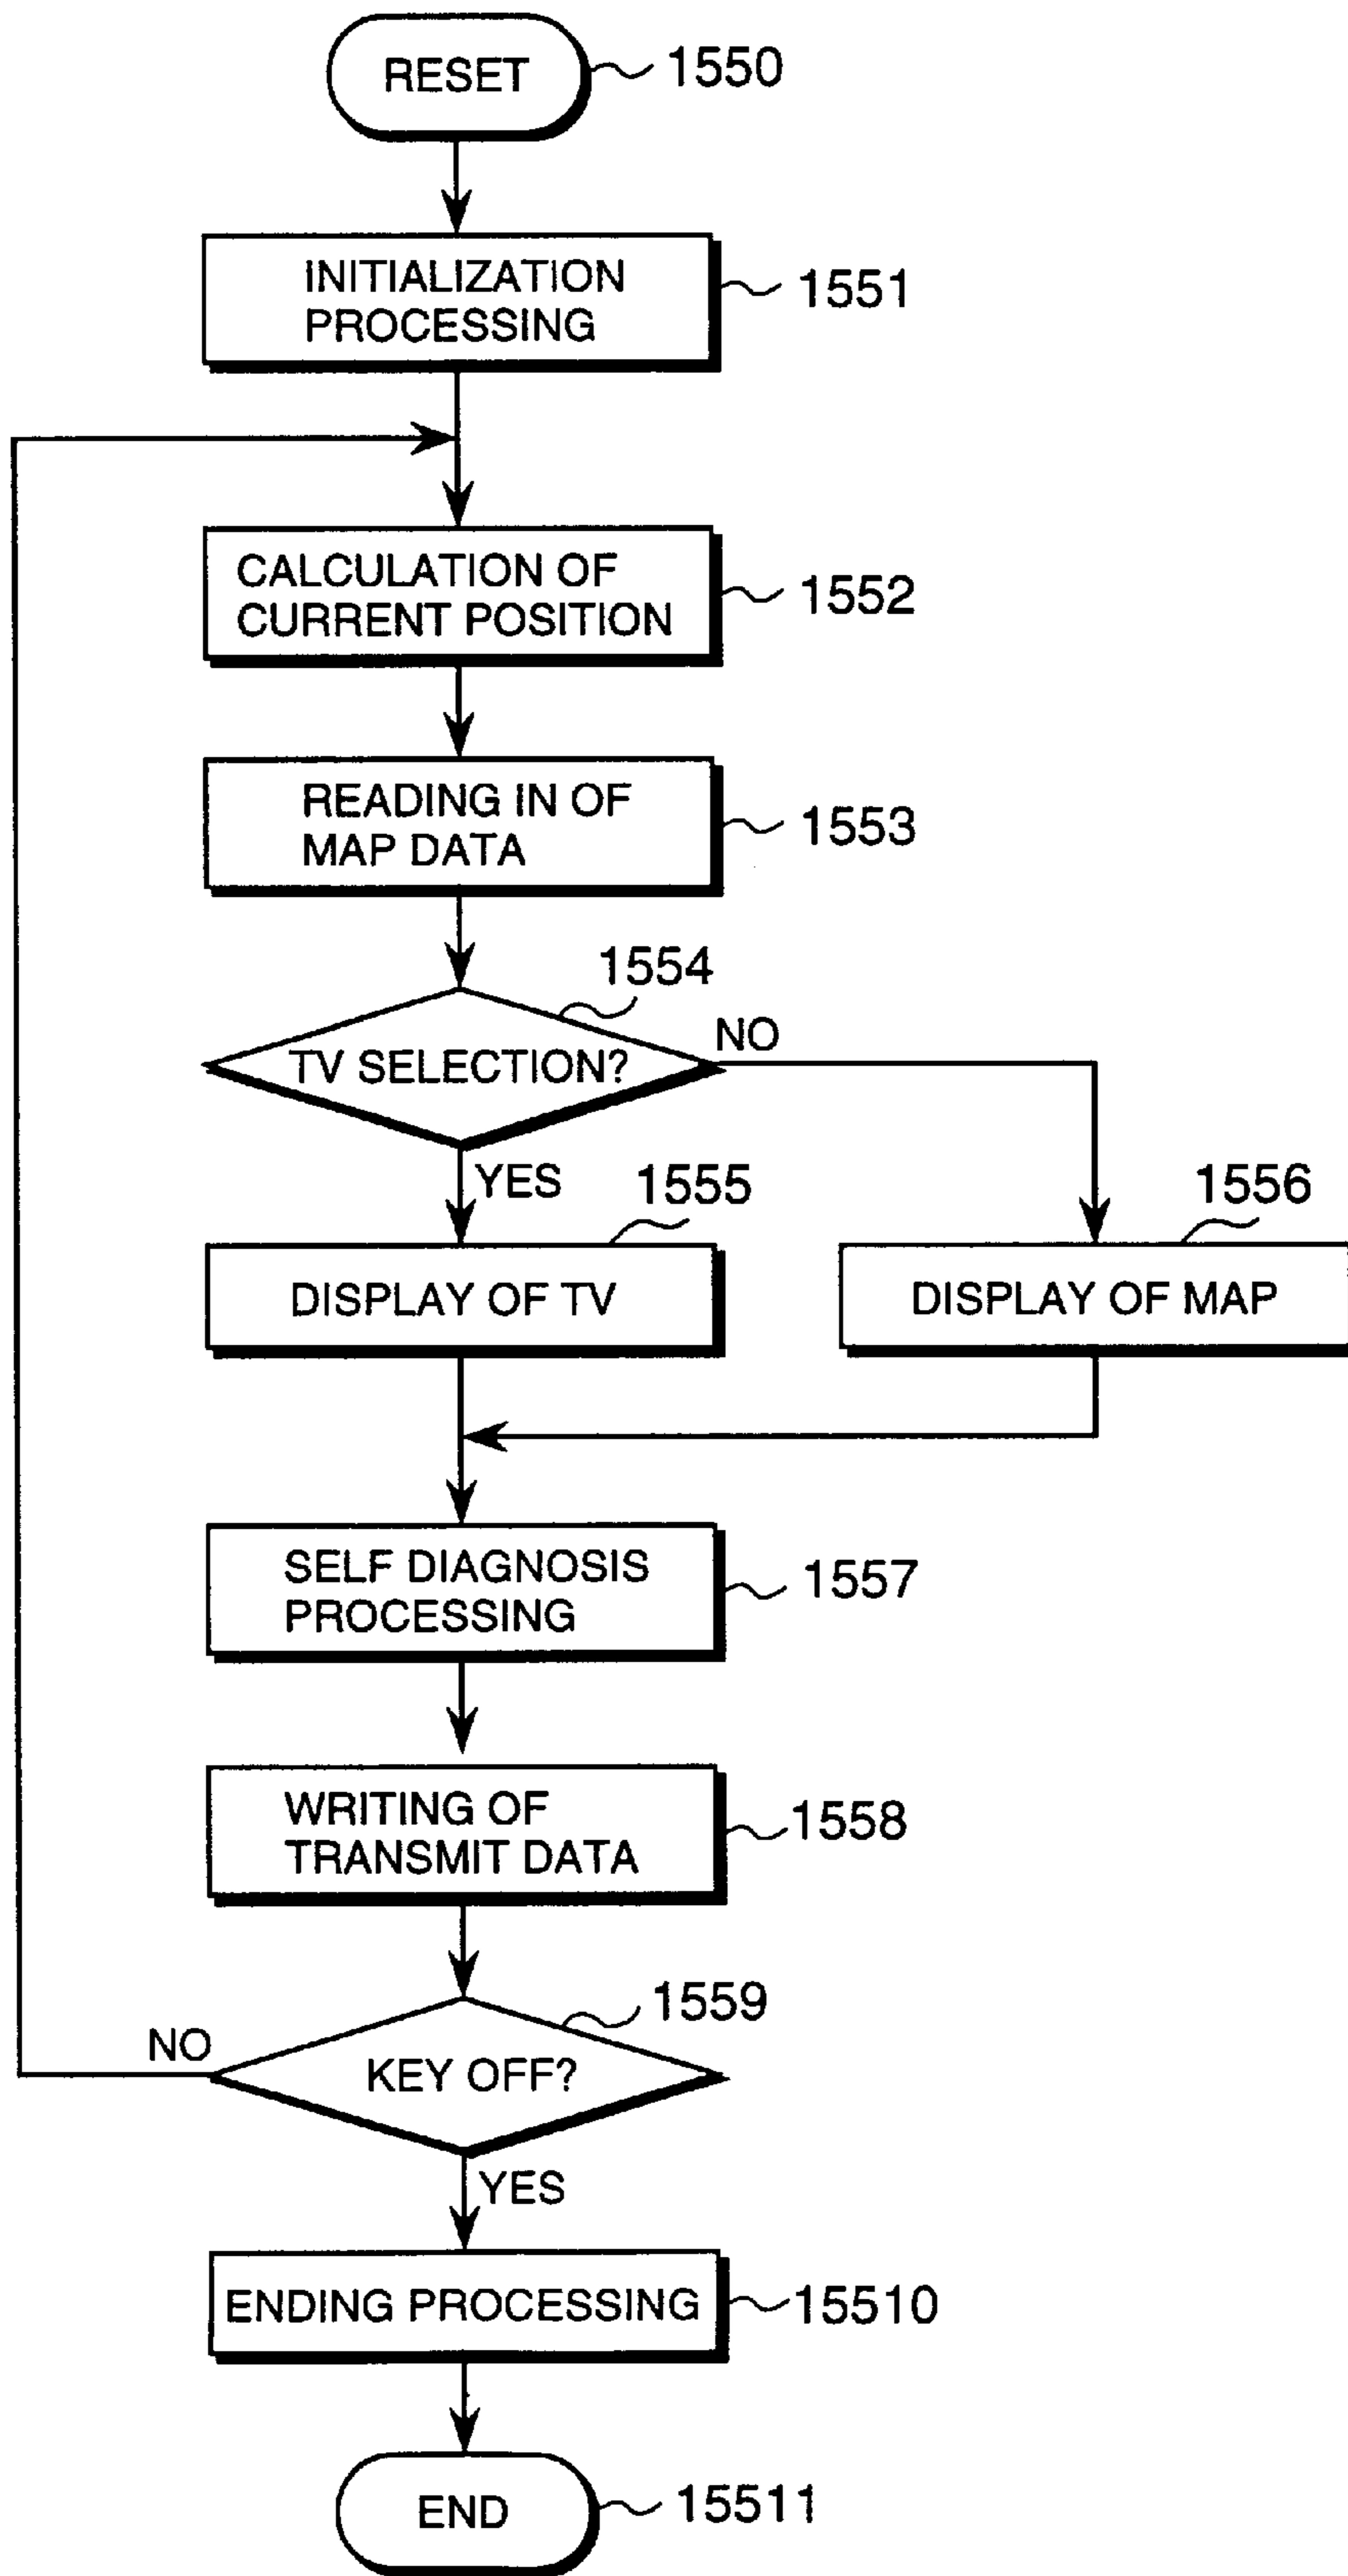 RESET
1550
INITIALIZATION
PROCESSING
1551
CALCULATION OF
CURRENT POSITION
1552
READING IN OF
MAP DATA
1553
1554
TV SELECTION?
NO
YES
1555
1556
DISPLAY OF TV
DISPLAY OF MAP
SELF DIAGNOSIS
PROCESSING
1557
WRITING OF
TRANSMIT DATA
1558
1559
NO
KEY OFF?
YES
ENDING PROCESSING
15510
END
15511